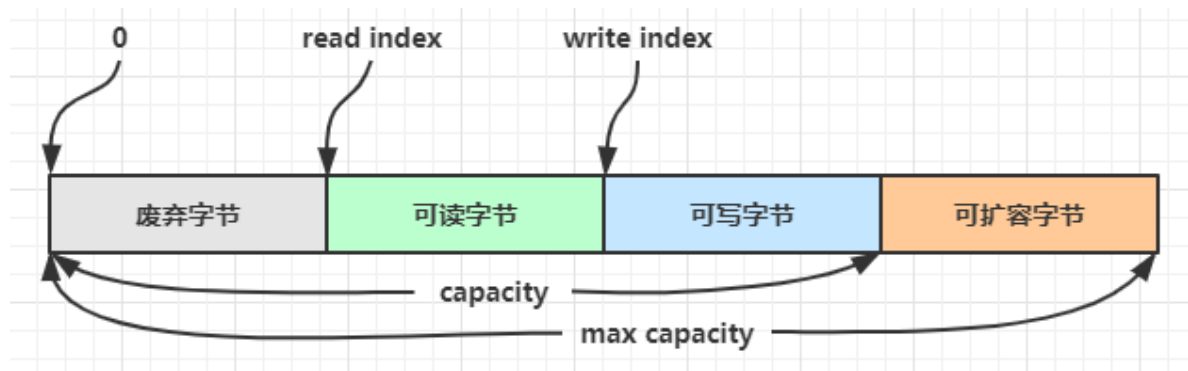 0 read index write index
废弃字节 可读字节 可写字节 可扩容字节
capacity
max capacity